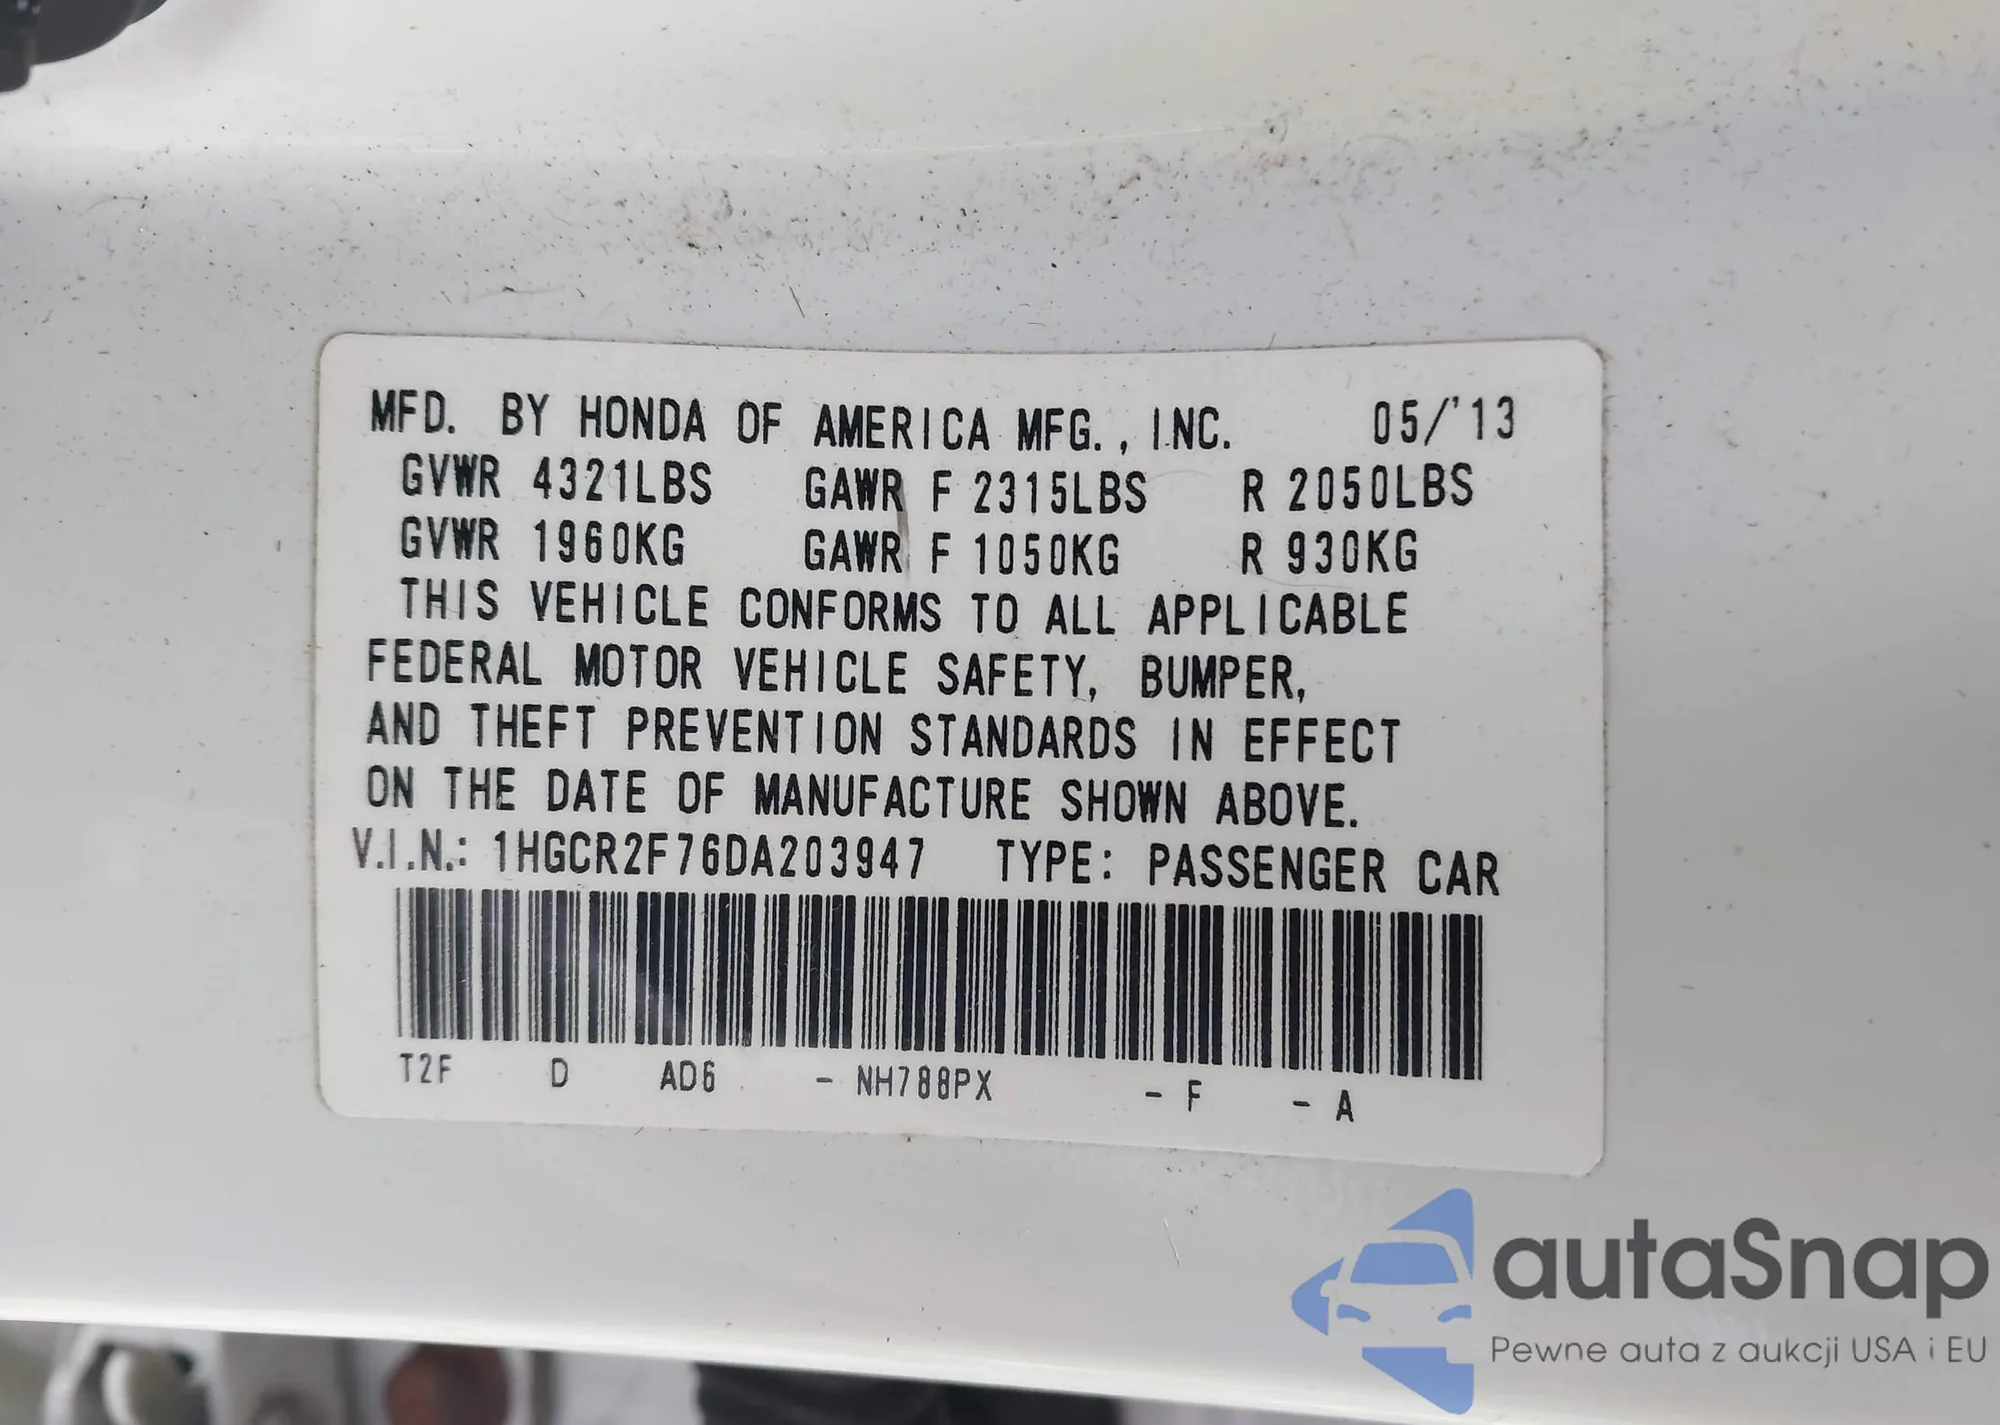 MFD. BY HONDA OF AMERICA MFG., INC. 05/'13
GVWR 4321LBS GAWR F 2315LBS R 2050LBS
GVWR 1960KG GAWR F 1050KG R 930KG
THIS VEHICLE CONFORMS TO ALL APPLICABLE
FEDERAL MOTOR VEHICLE SAFETY, BUMPER,
AND THEFT PREVENTION STANDARDS IN EFFECT
ON THE DATE OF MANUFACTURE SHOWN ABOVE.
V.I.N.: 1HGCR2F76DA203947 TYPE: PASSENGER CAR
T2F D AD6 - NH788PX - F - A
autaSnap
Pewne auta z aukcji USA i EU